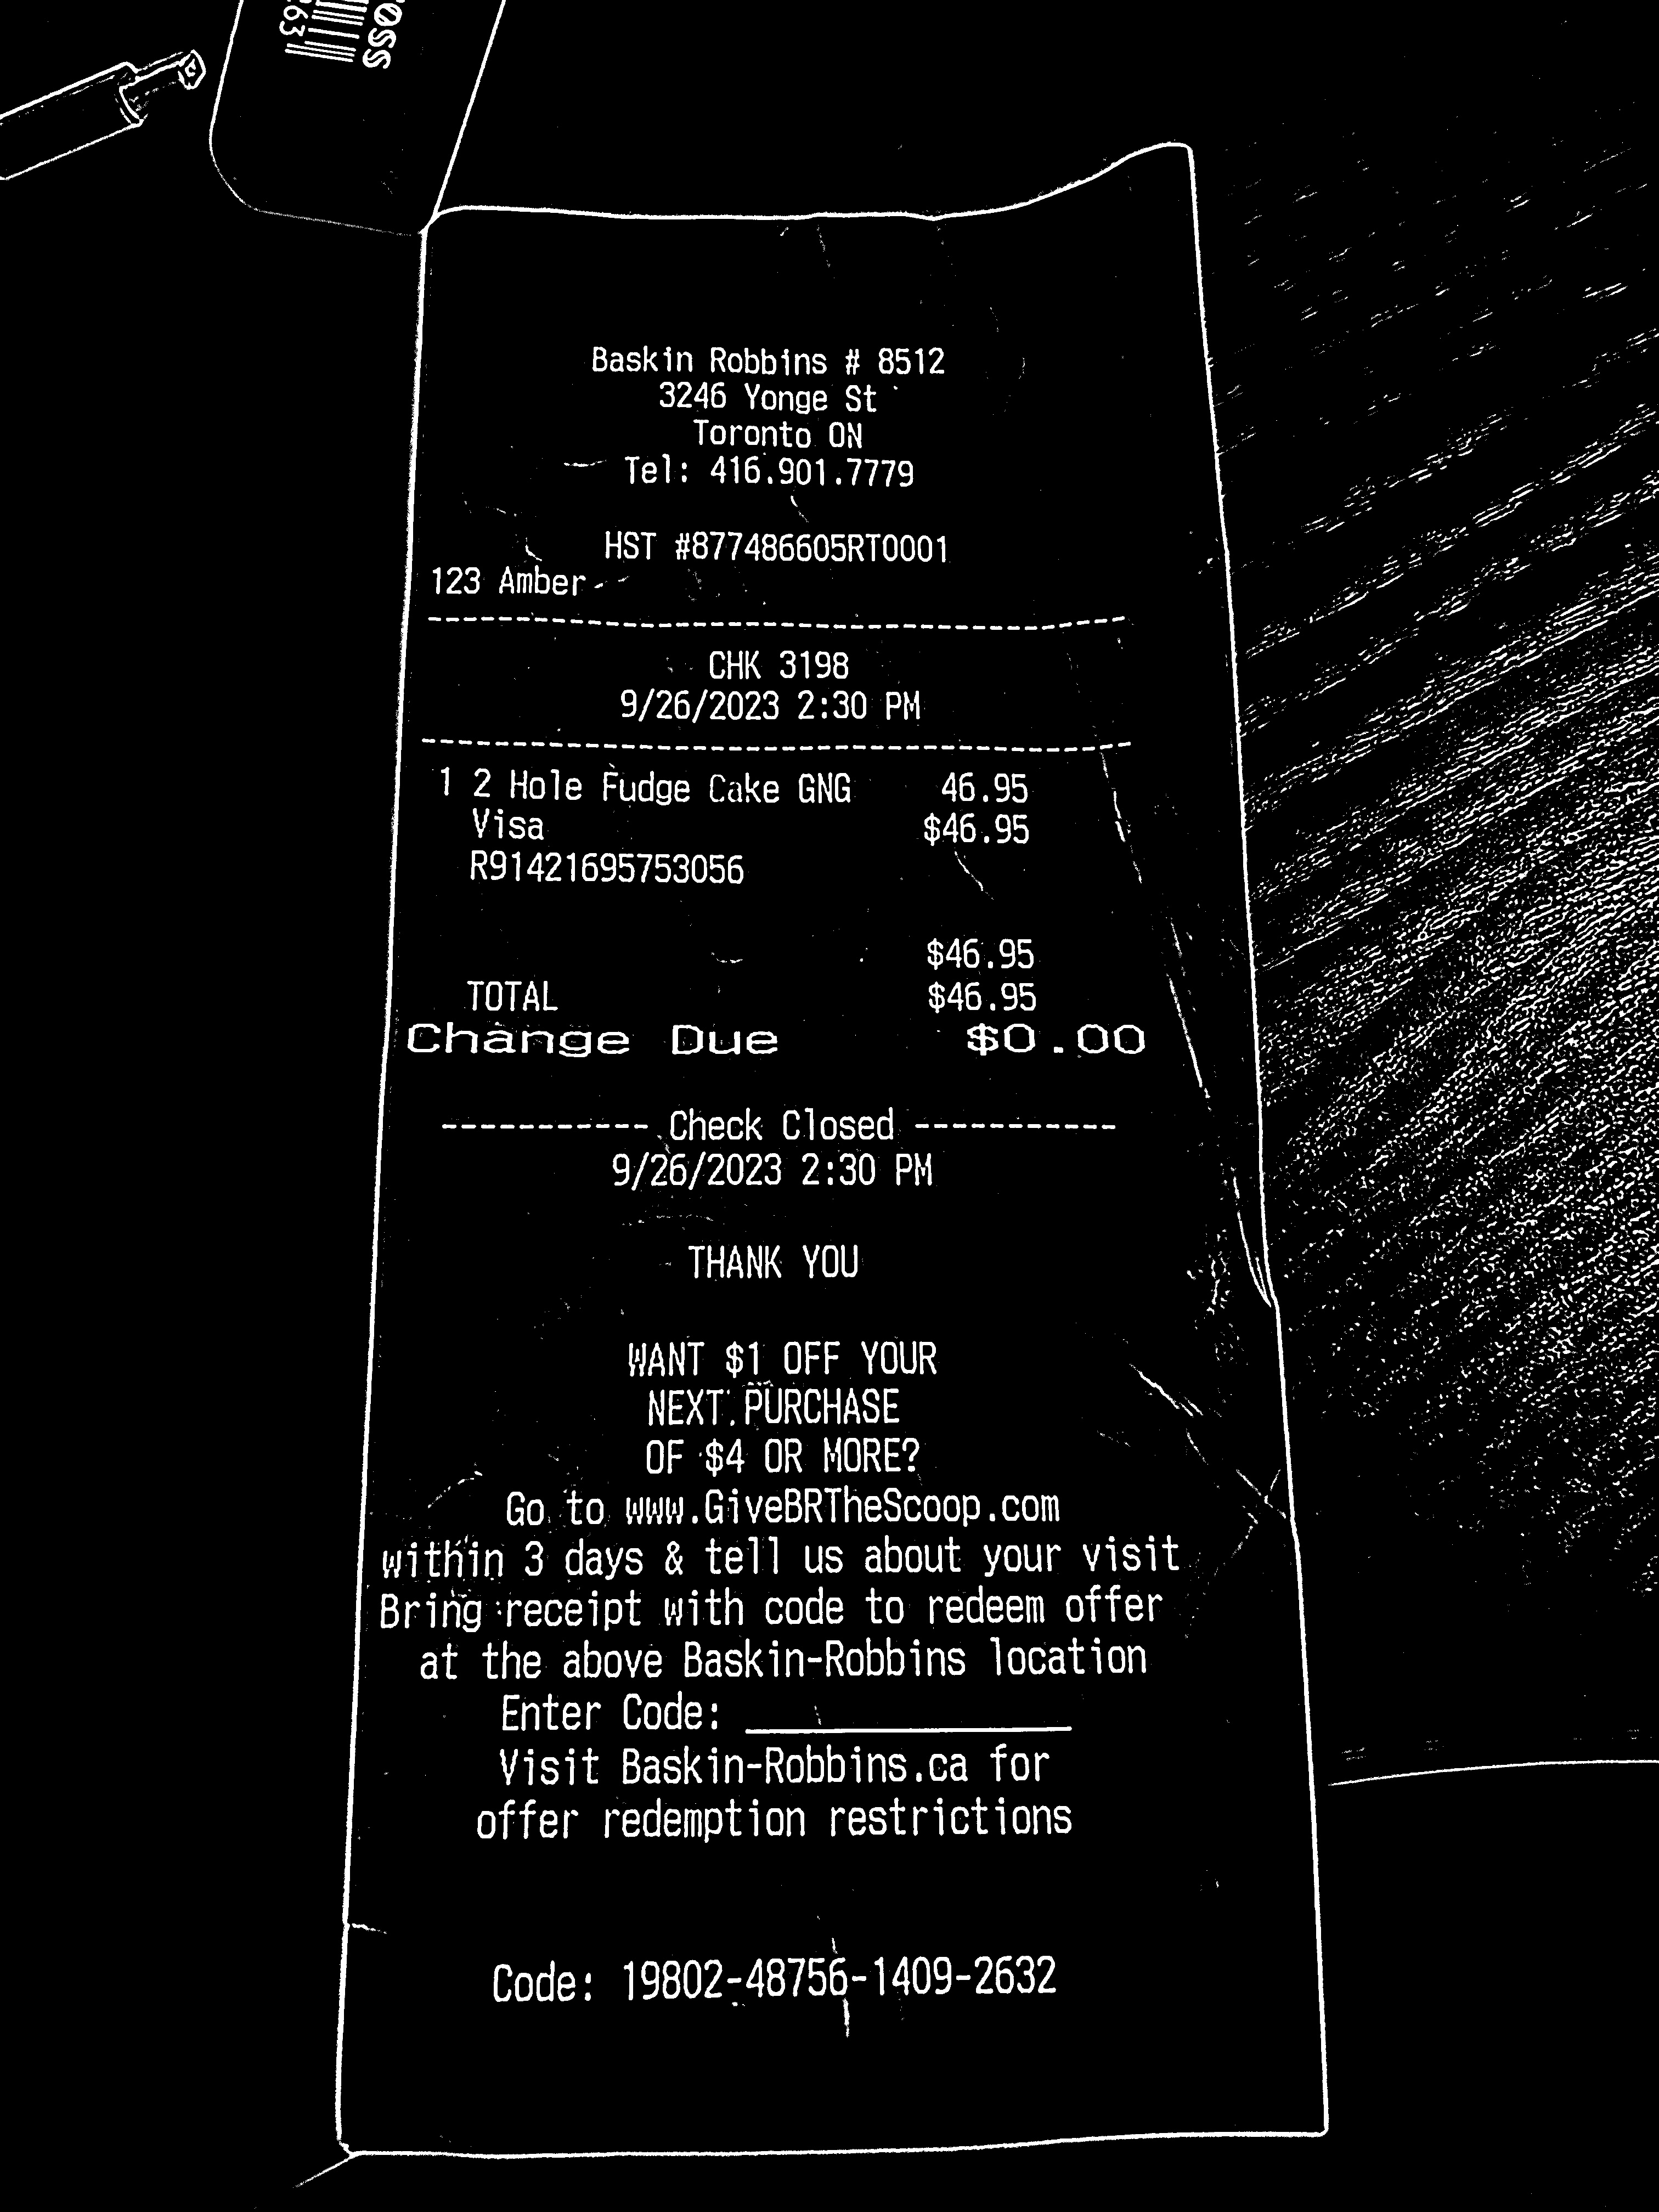 OSS
63
Baskin Robbins # 8512
3246 Yonge St
Toronto ON
Tel: 416.901.7779
HST #877486605RT0001
123 Amber
CHK 3198
9/26/2023 2:30 PM
1 2 Hole Fudge Cake GNG 46.95
Visa $46.95
R91421695753056
$46.95
TOTAL $46.95
Change Due $0.00
----------- Check Closed -----------
9/26/2023 2:30 PM
THANK YOU
WANT $1 OFF YOUR
NEXT PURCHASE
OF $4 OR MORE?
Go to www.GiveBRTheScoop.com
within 3 days & tell us about your visit
Bring receipt with code to redeem offer
at the above Baskin-Robbins location
Enter Code: ________________
Visit Baskin-Robbins.ca for
offer redemption restrictions
Code: 19802-48756-1409-2632